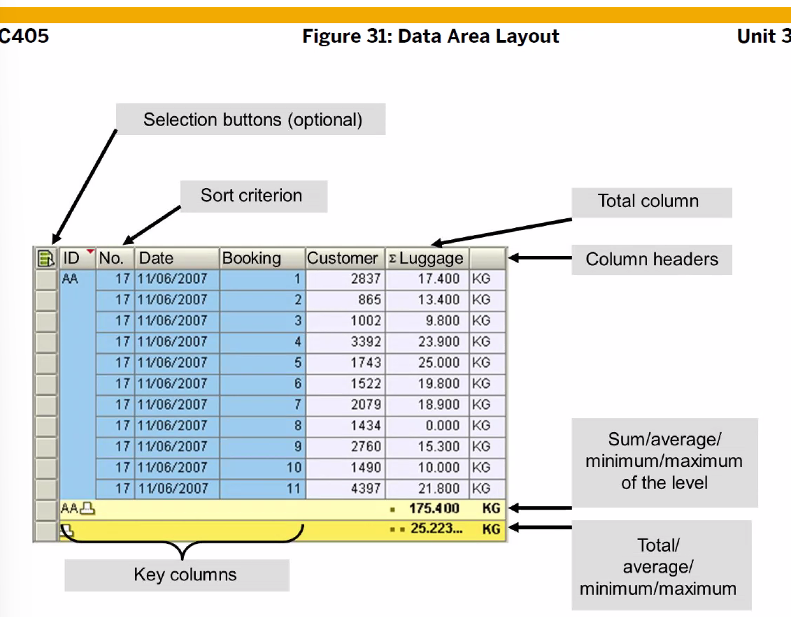 C405 Figure 31: Data Area Layout Unit 3
Selection buttons (optional)
Sort criterion
Total column
ID No. Date Booking Customer Σ Luggage
Column headers
AA 17 11/06/2007 1 2837 17.400 KG
17 11/06/2007 2 865 13.400 KG
17 11/06/2007 3 1002 9.800 KG
17 11/06/2007 4 3392 23.900 KG
17 11/06/2007 5 1743 25.000 KG
17 11/06/2007 6 1522 19.800 KG
17 11/06/2007 7 2079 18.900 KG
17 11/06/2007 8 1434 0.000 KG
17 11/06/2007 9 2760 15.300 KG
17 11/06/2007 10 1490 10.000 KG
17 11/06/2007 11 4397 21.800 KG
AA 175.400 KG
25.223... KG
Sum/average/
minimum/maximum
of the level
Total/
average/
minimum/maximum
Key columns